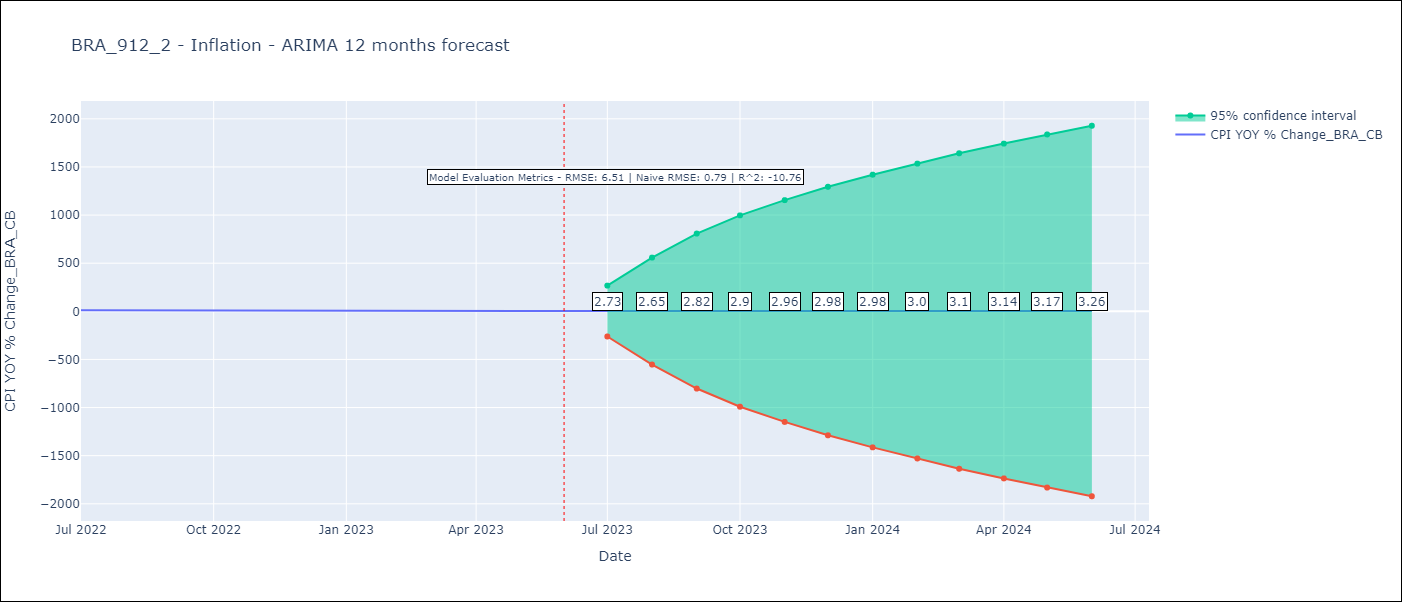 BRA_912_2 - Inflation - ARIMA 12 months forecast
95% confidence interval
CPI YOY % Change_BRA_CB
CPI YOY % Change_BRA_CB
2000
1500
1000
500
0
−500
−1000
−1500
−2000
Model Evaluation Metrics - RMSE: 6.51 | Naive RMSE: 0.79 | R^2: -10.76
2.73 2.65 2.82 2.9 2.96 2.98 2.98 3.0 3.1 3.14 3.17 3.26
Jul 2022 Oct 2022 Jan 2023 Apr 2023 Jul 2023 Oct 2023 Jan 2024 Apr 2024 Jul 2024
Date